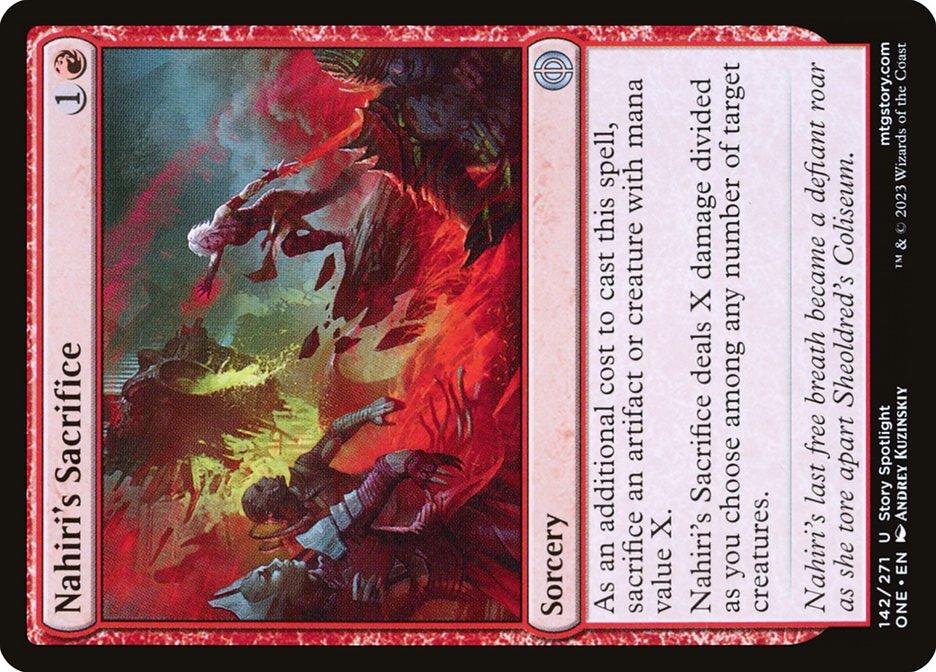 Nahiri's Sacrifice 1
Sorcery
As an additional cost to cast this spell,
sacrifice an artifact or creature with mana
value X.
Nahiri's Sacrifice deals X damage divided
as you choose among any number of target
creatures.
Nahiri's last free breath became a defiant roar
as she tore apart Sheoldred's Coliseum.
142/271 U Story Spotlight mtgstory.com
ONE • EN ANDREY KUZINSKIY ™ & © 2023 Wizards of the Coast